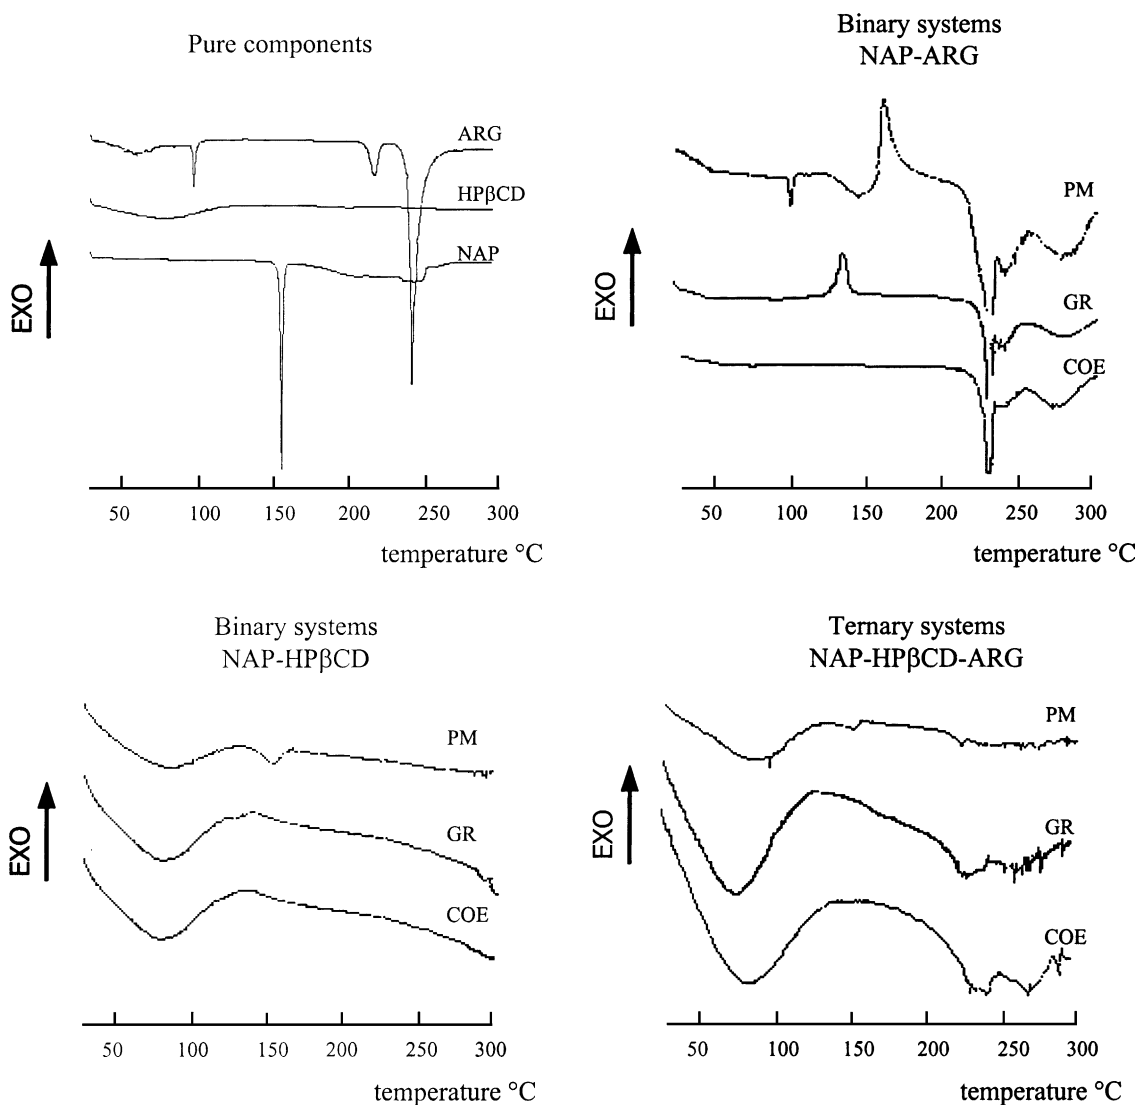 Pure components
ARG
HPβCD
NAP
EXO
50 100 150 200 250 300
temperature °C
Binary systems
NAP-ARG
PM
GR
COE
EXO
50 100 150 200 250 300
temperature °C
Binary systems
NAP-HPβCD
PM
GR
COE
EXO
50 100 150 200 250 300
temperature °C
Ternary systems
NAP-HPβCD-ARG
PM
GR
COE
EXO
50 100 150 200 250 300
temperature °C